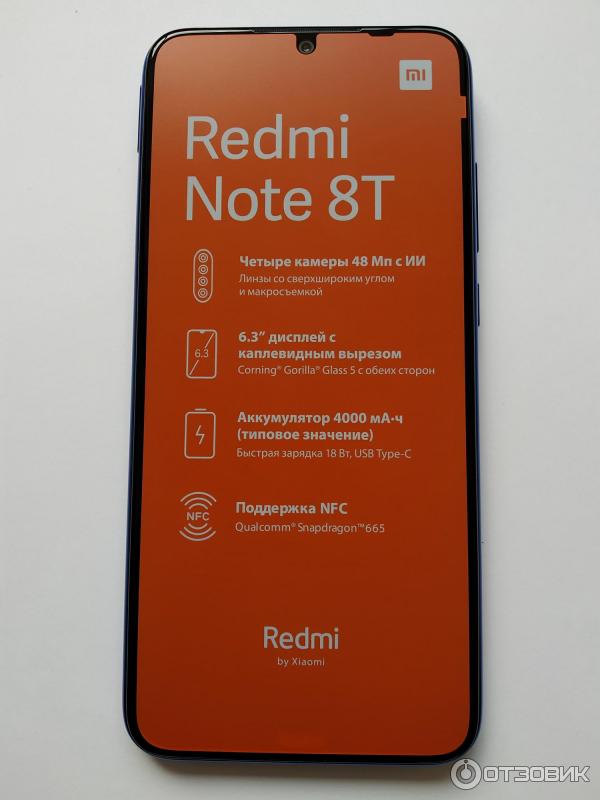 mi
Redmi
Note 8T
Четыре камеры 48 Мп с ИИ
Линзы со сверхшироким углом
и макросъемкой
6.3
6.3” дисплей с
каплевидным вырезом
Corning® Gorilla® Glass 5 с обеих сторон
Аккумулятор 4000 мА·ч
(типовое значение)
Быстрая зарядка 18 Вт, USB Type-C
NFC
Поддержка NFC
Qualcomm® Snapdragon™ 665
Redmi
by Xiaomi
ОТЗОВИК